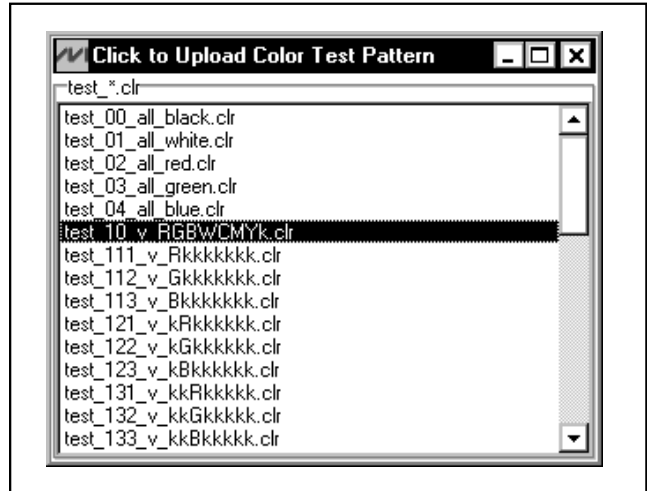 Click to Upload Color Test Pattern
test_*.clr
test_00_all_black.clr
test_01_all_white.clr
test_02_all_red.clr
test_03_all_green.clr
test_04_all_blue.clr
test_10_v_RGBWCMYk.clr
test_111_v_Rkkkkkkk.clr
test_112_v_Gkkkkkkk.clr
test_113_v_Bkkkkkkk.clr
test_121_v_kRkkkkkk.clr
test_122_v_kGkkkkkk.clr
test_123_v_kBkkkkkk.clr
test_131_v_kkRkkkkk.clr
test_132_v_kkGkkkkk.clr
test_133_v_kkBkkkkk.clr